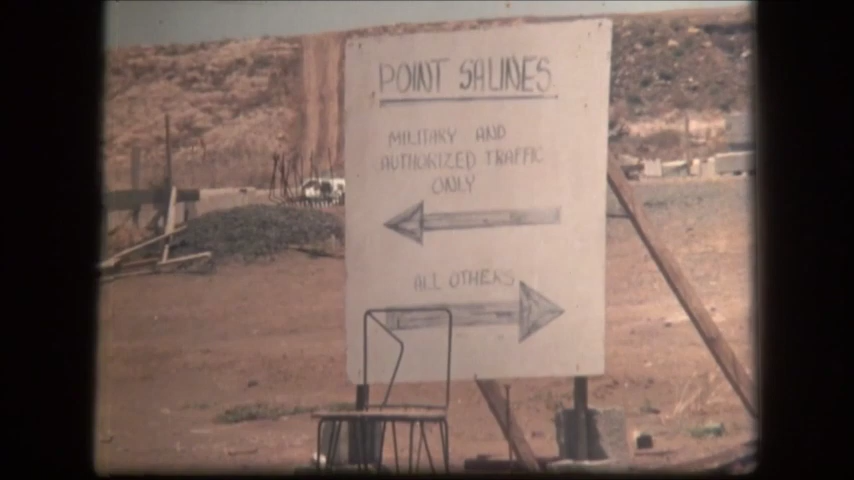 POINT SALINES
MILITARY AND
AUTHORIZED TRAFFIC
ONLY
ALL OTHERS